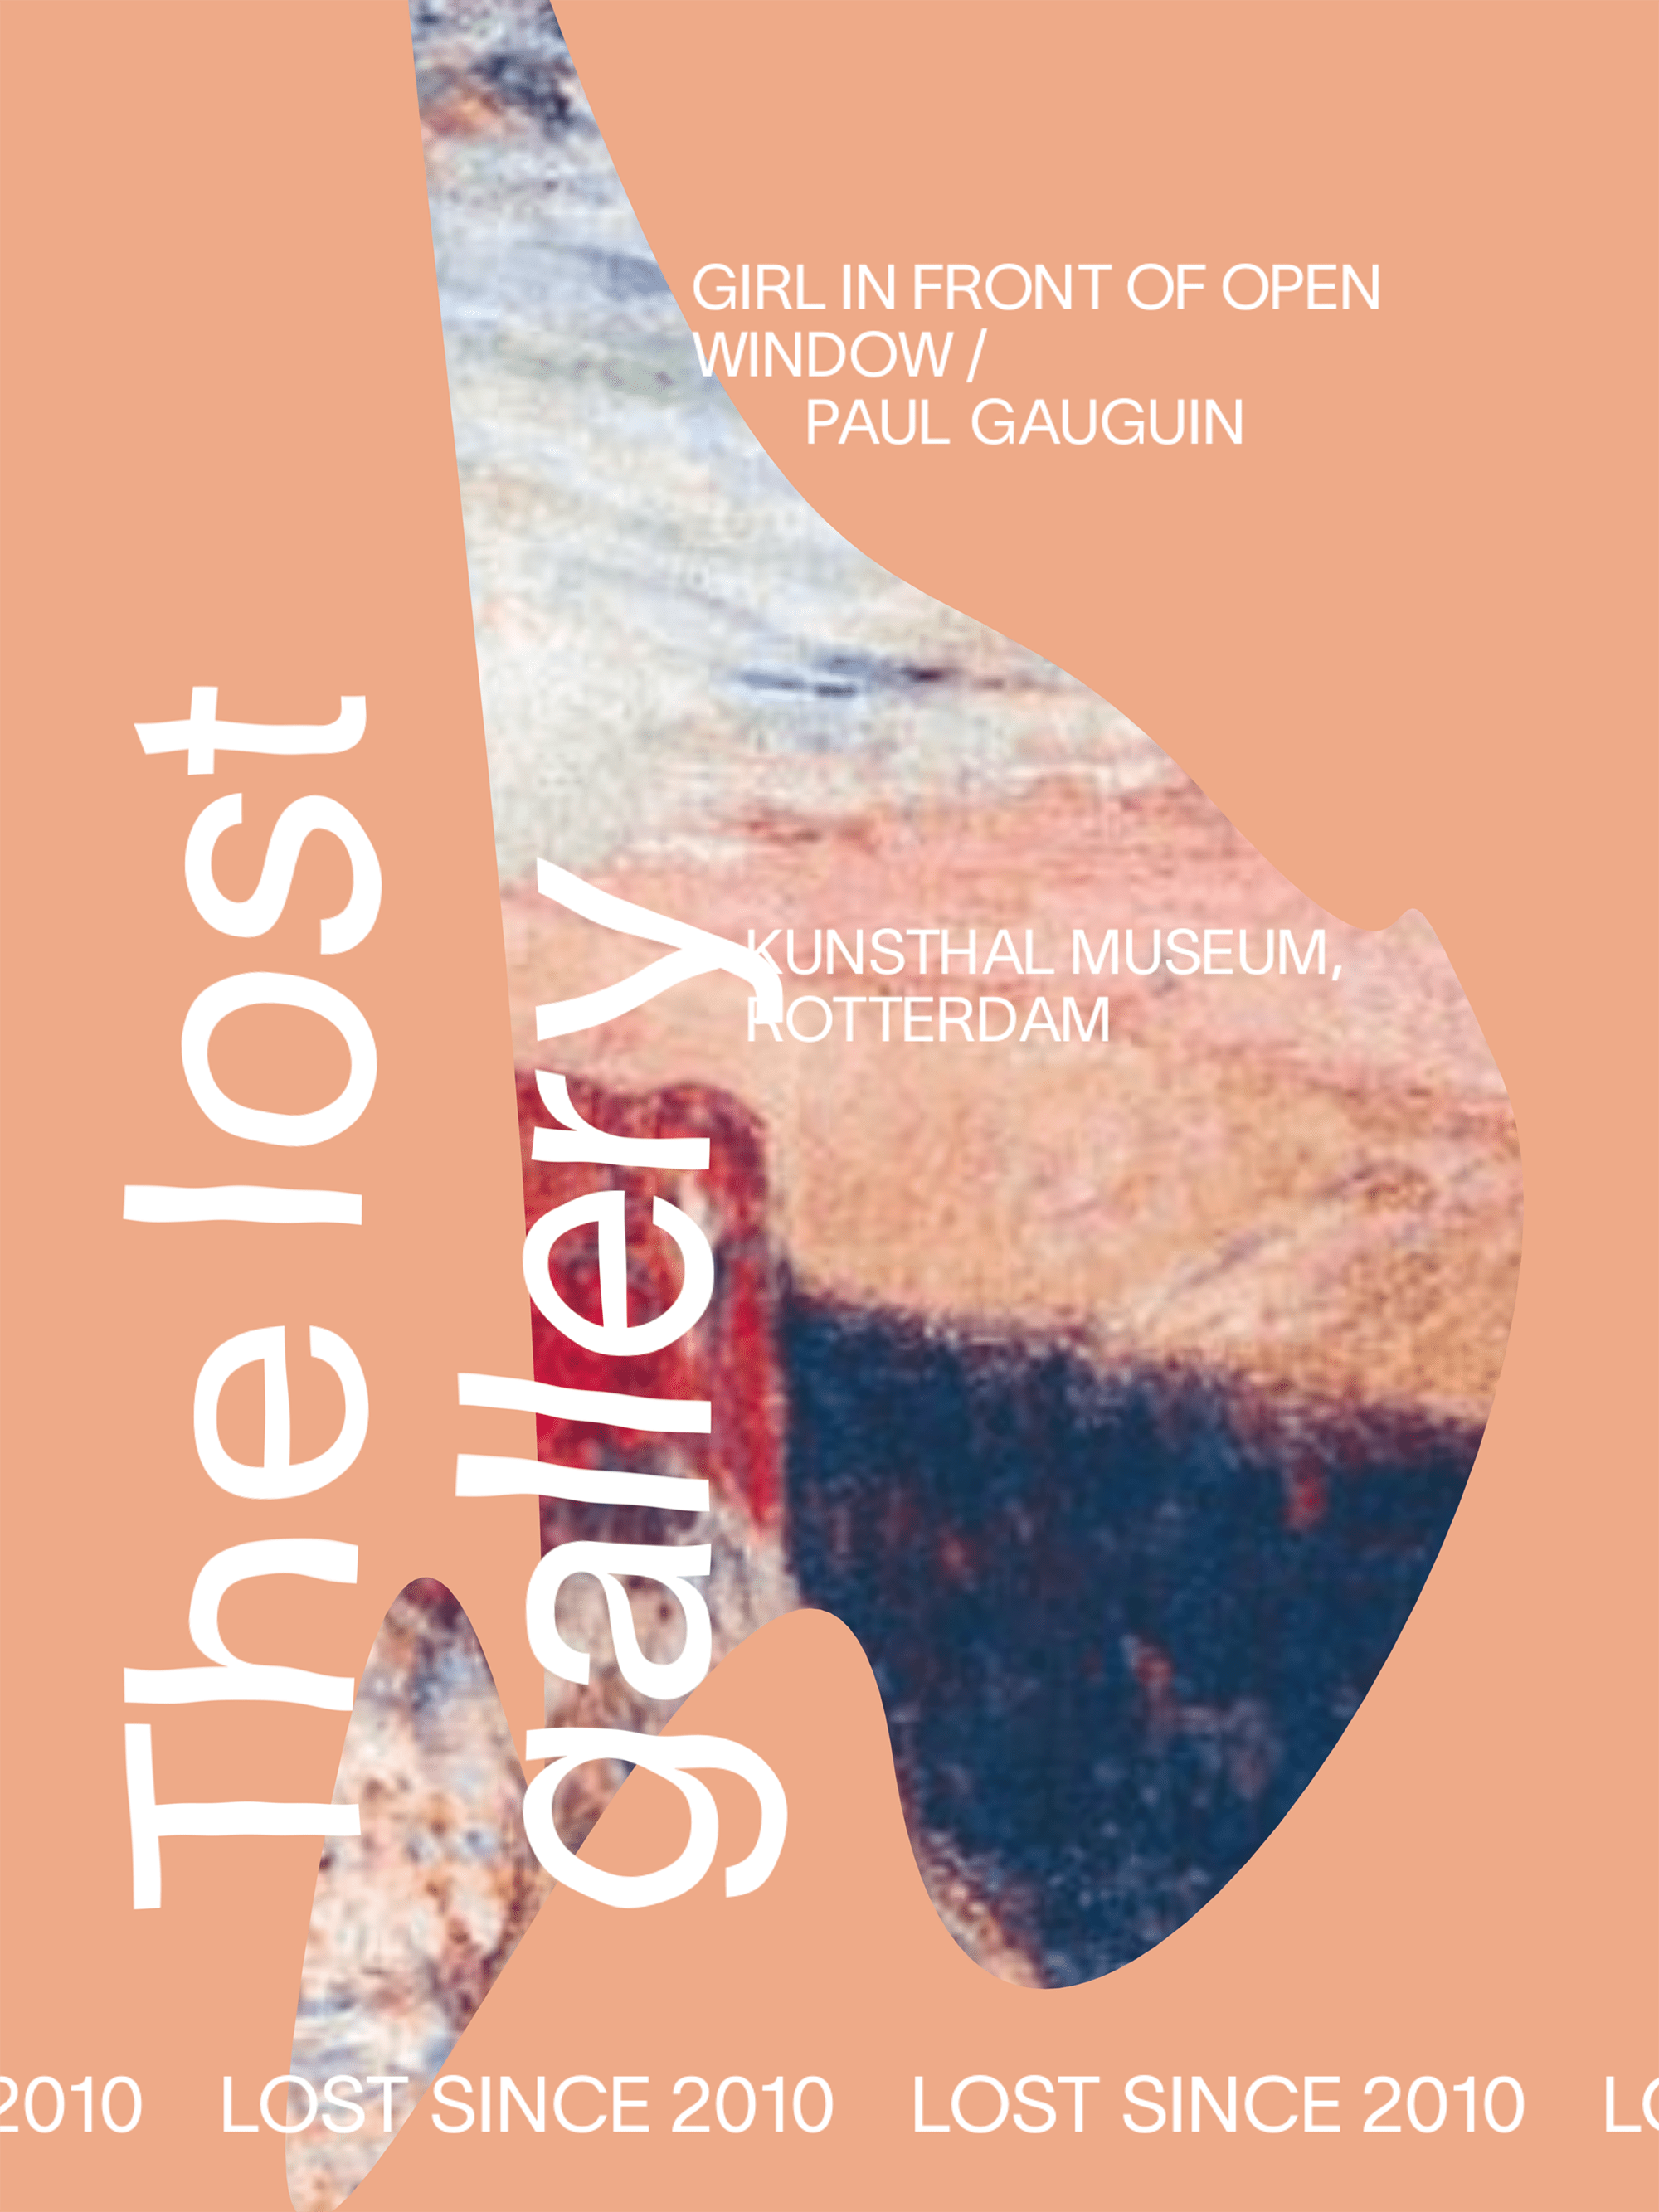 GIRL IN FRONT OF OPEN
WINDOW /
PAUL GAUGUIN
The lost
gallery
KUNSTHAL MUSEUM,
ROTTERDAM
2010 LOST SINCE 2010 LOST SINCE 2010 LO